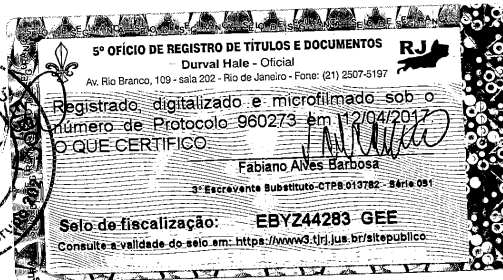 5º OFÍCIO DE REGISTRO DE TÍTULOS E DOCUMENTOS
RJ
Durval Hale - Oficial
Av. Rio Branco, 109 - sala 202 - Rio de Janeiro - Fone: (21) 2507-5197
Registrado, digitalizado e microfilmado sob o
número de Protocolo 960273 em 12/04/2017
O QUE CERTIFICO
Fabiano Alves Barbosa
3º Escrevente Substituto-CTPS 013782 - Série 091
Selo de fiscalização: EBYZ44283 GEE
Consulte a validade do selo em: https://www3.tjrj.jus.br/sitepublico